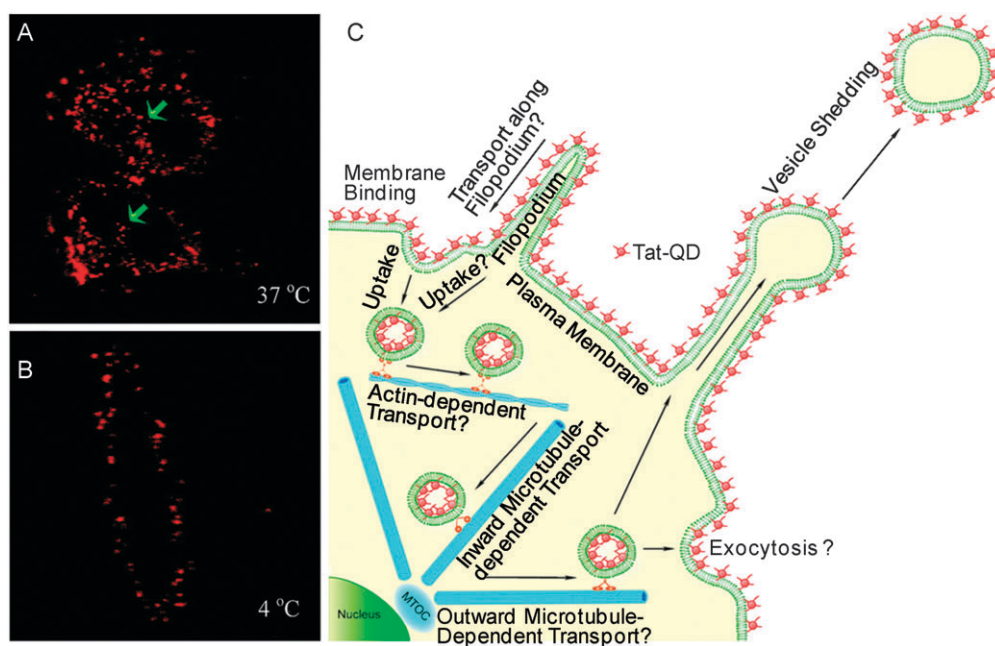 A
37 °C
B
4 °C
C
Membrane
Binding
Transport along
Filopodium?
Filopodium
Uptake
Uptake?
Plasma Membrane
Tat-QD
Vesicle Shedding
Actin-dependent
Transport?
Inward Microtubule-
dependent Transport
Exocytosis ?
MTOC
Nucleus
Outward Microtubule-
Dependent Transport?